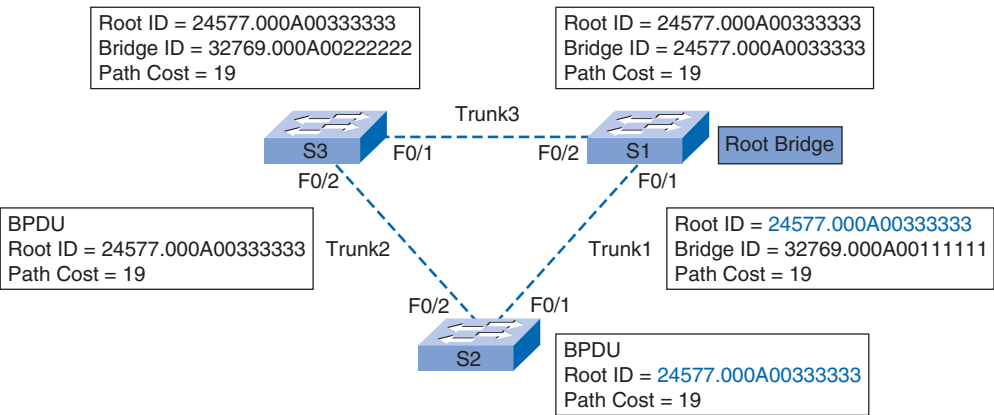 Root ID = 24577.000A00333333
Bridge ID = 32769.000A00222222
Path Cost = 19
Root ID = 24577.000A00333333
Bridge ID = 24577.000A0033333
Path Cost = 19
Trunk3
S3
F0/1
F0/2
S1
Root Bridge
F0/2
F0/1
BPDU
Root ID = 24577.000A00333333
Path Cost = 19
Trunk2
Trunk1
Root ID = 24577.000A00333333
Bridge ID = 32769.000A00111111
Path Cost = 19
F0/2
F0/1
S2
BPDU
Root ID = 24577.000A00333333
Path Cost = 19